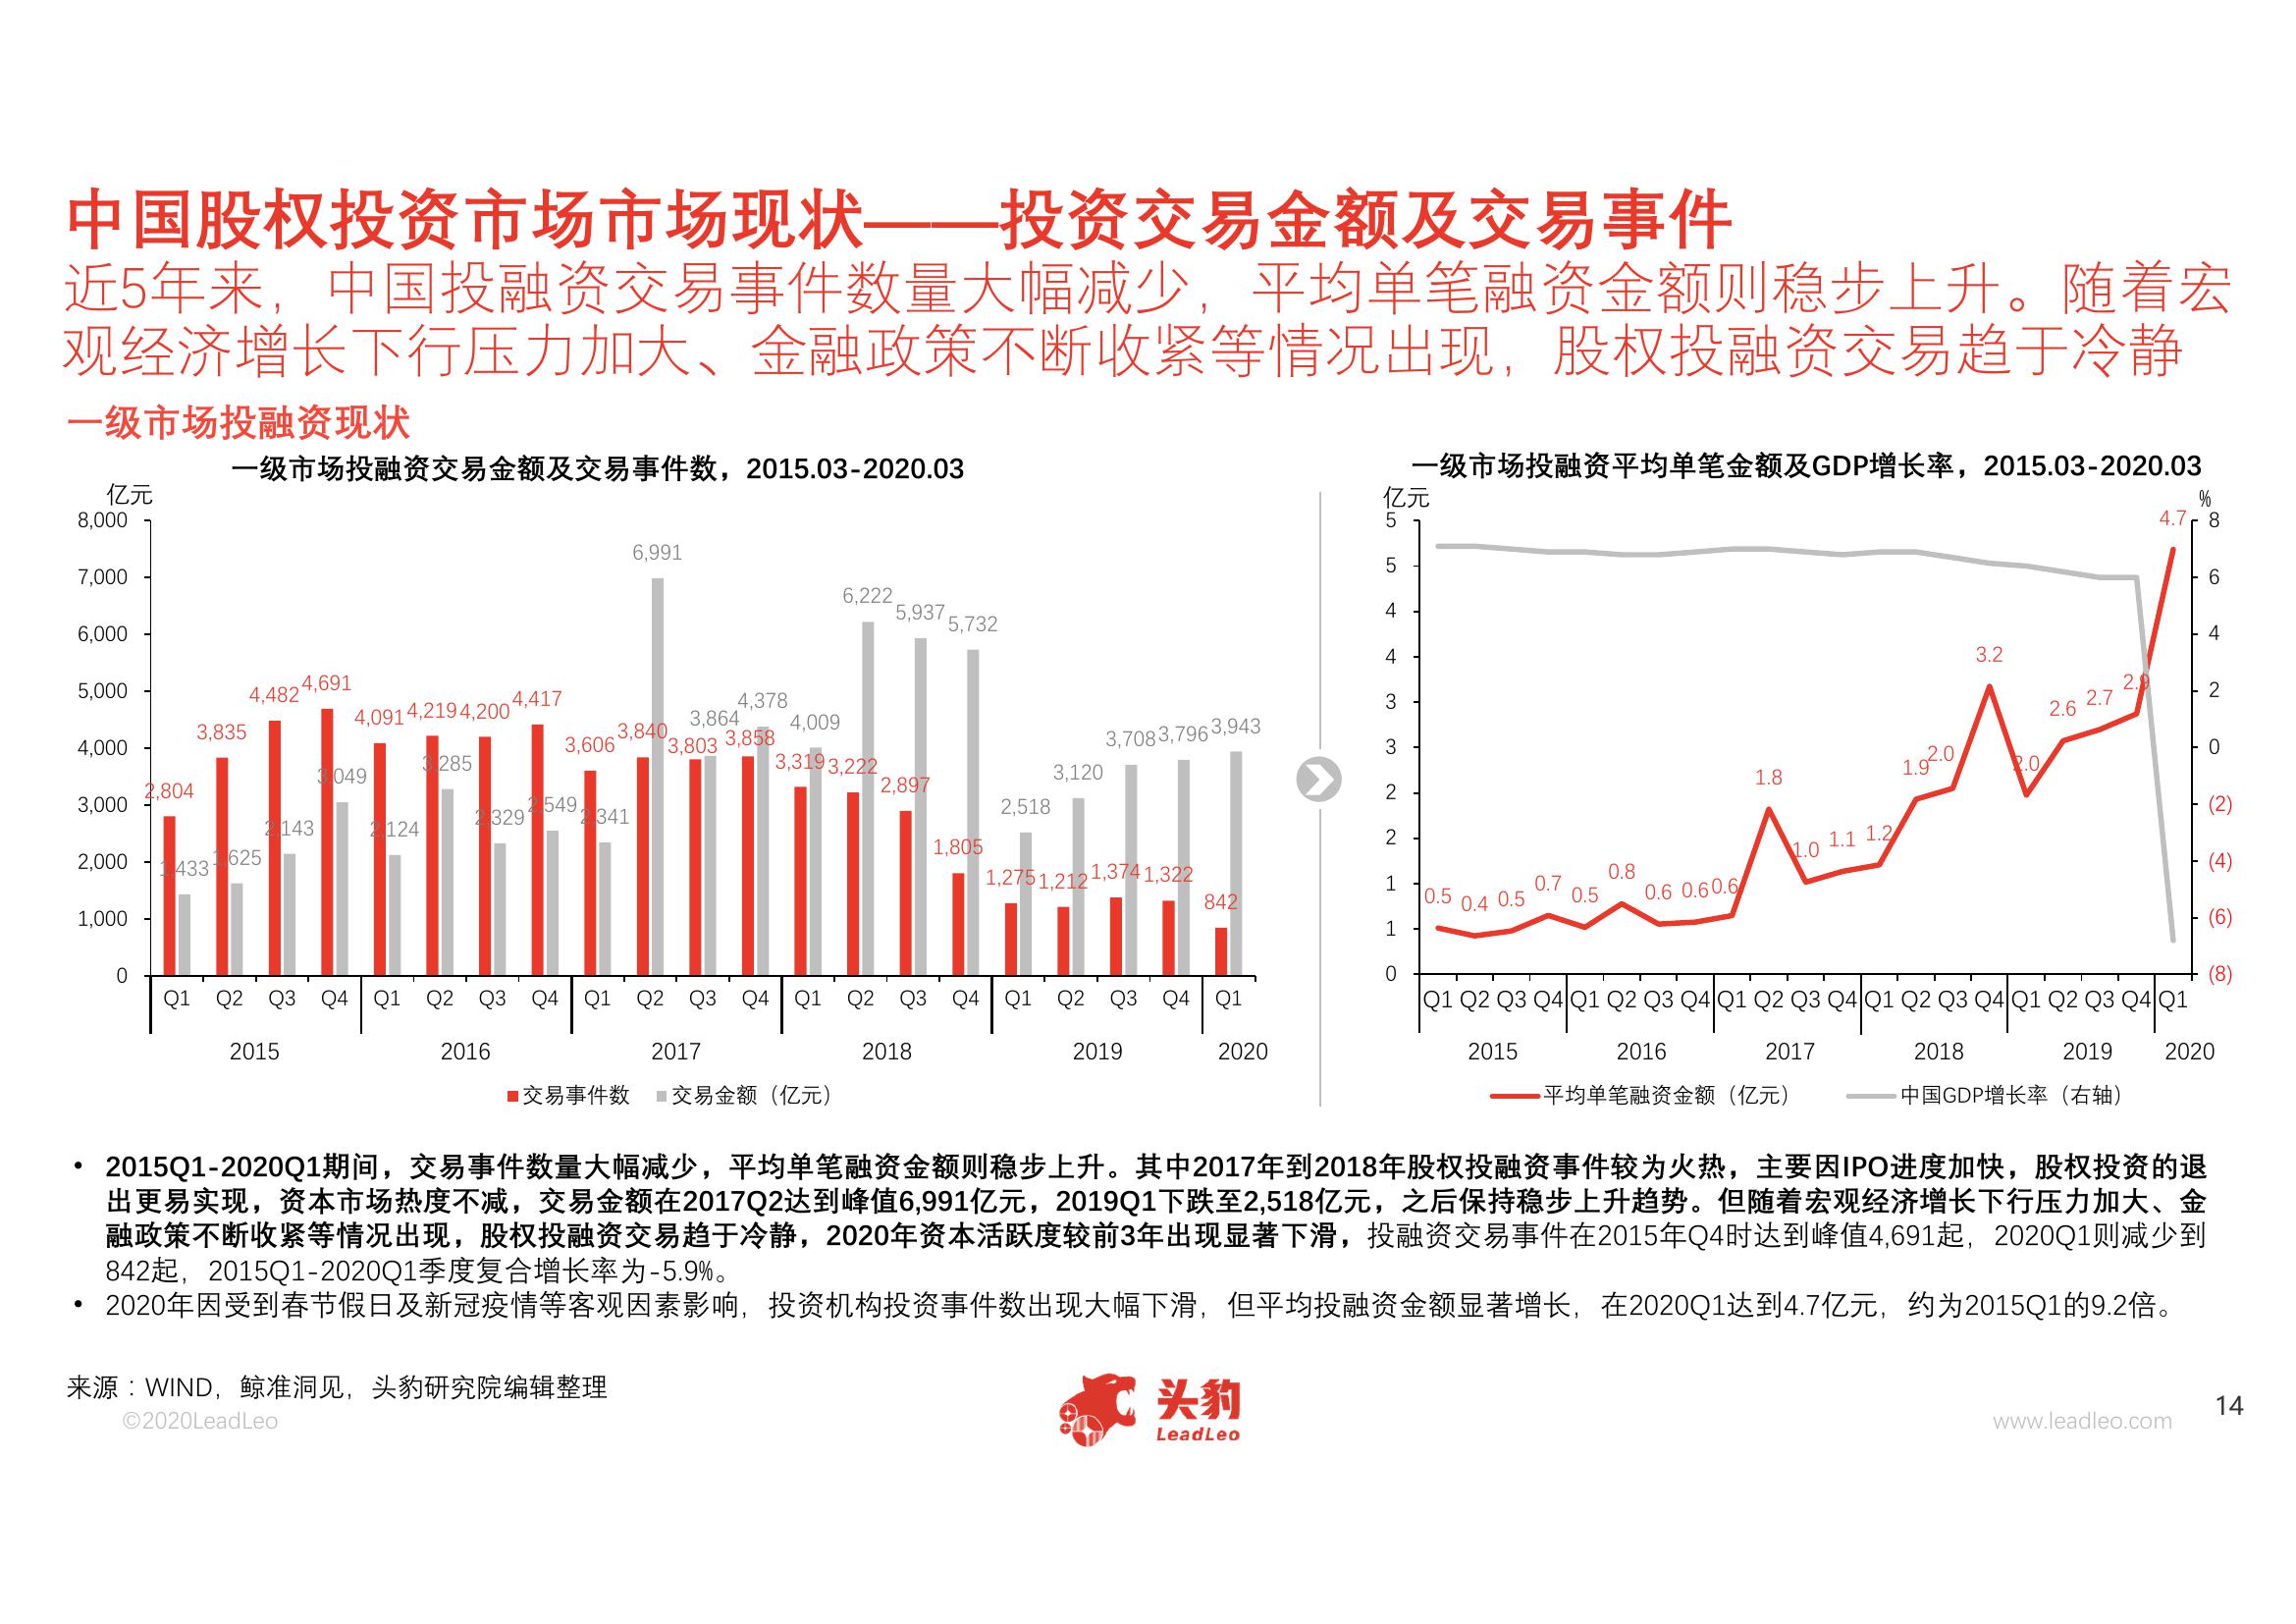 中国股权投资市场市场现状——投资交易金额及交易事件
近5年来，中国投融资交易事件数量大幅减少，平均单笔融资金额则稳步上升。随着宏
观经济增长下行压力加大、金融政策不断收紧等情况出现，股权投融资交易趋于冷静
一级市场投融资现状
一级市场投融资交易金额及交易事件数，2015.03-2020.03
亿元
8,000
7,000
6,000
5,000
4,000
3,000
2,000
1,000
0
2,804 3,835 4,482 4,691 4,091 4,219 4,200 4,417 3,606 3,840 3,803 3,858 3,319 3,222 2,897 1,805 1,275 1,212 1,374 1,322 842
1,433 1,625 2,143 3,049 2,124 3,285 2,329 2,549 2,341 6,991 3,864 4,378 4,009 6,222 5,937 5,732 2,518 3,120 3,708 3,796 3,943
Q1 Q2 Q3 Q4 Q1 Q2 Q3 Q4 Q1 Q2 Q3 Q4 Q1 Q2 Q3 Q4 Q1 Q2 Q3 Q4 Q1
2015 2016 2017 2018 2019 2020
交易事件数 交易金额（亿元）
一级市场投融资平均单笔金额及GDP增长率，2015.03-2020.03
亿元
%
5
5
4
4
3
3
2
2
1
1
0
8
6
4
2
0
(2)
(4)
(6)
(8)
0.5 0.4 0.5 0.7 0.5 0.8 0.6 0.6 0.6 1.8 1.0 1.1 1.2 1.9 2.0 3.2 2.0 2.6 2.7 2.9 4.7
Q1 Q2 Q3 Q4 Q1 Q2 Q3 Q4 Q1 Q2 Q3 Q4 Q1 Q2 Q3 Q4 Q1 Q2 Q3 Q4 Q1
2015 2016 2017 2018 2019 2020
平均单笔融资金额（亿元） 中国GDP增长率（右轴）
• 2015Q1-2020Q1期间，交易事件数量大幅减少，平均单笔融资金额则稳步上升。其中2017年到2018年股权投融资事件较为火热，主要因IPO进度加快，股权投资的退
出更易实现，资本市场热度不减，交易金额在2017Q2达到峰值6,991亿元，2019Q1下跌至2,518亿元，之后保持稳步上升趋势。但随着宏观经济增长下行压力加大、金
融政策不断收紧等情况出现，股权投融资交易趋于冷静，2020年资本活跃度较前3年出现显著下滑，投融资交易事件在2015年Q4时达到峰值4,691起，2020Q1则减少到
842起，2015Q1-2020Q1季度复合增长率为-5.9%。
• 2020年因受到春节假日及新冠疫情等客观因素影响，投资机构投资事件数出现大幅下滑，但平均投融资金额显著增长，在2020Q1达到4.7亿元，约为2015Q1的9.2倍。
来源：WIND，鲸准洞见，头豹研究院编辑整理
©2020LeadLeo
头豹
LeadLeo
www.leadleo.com
14